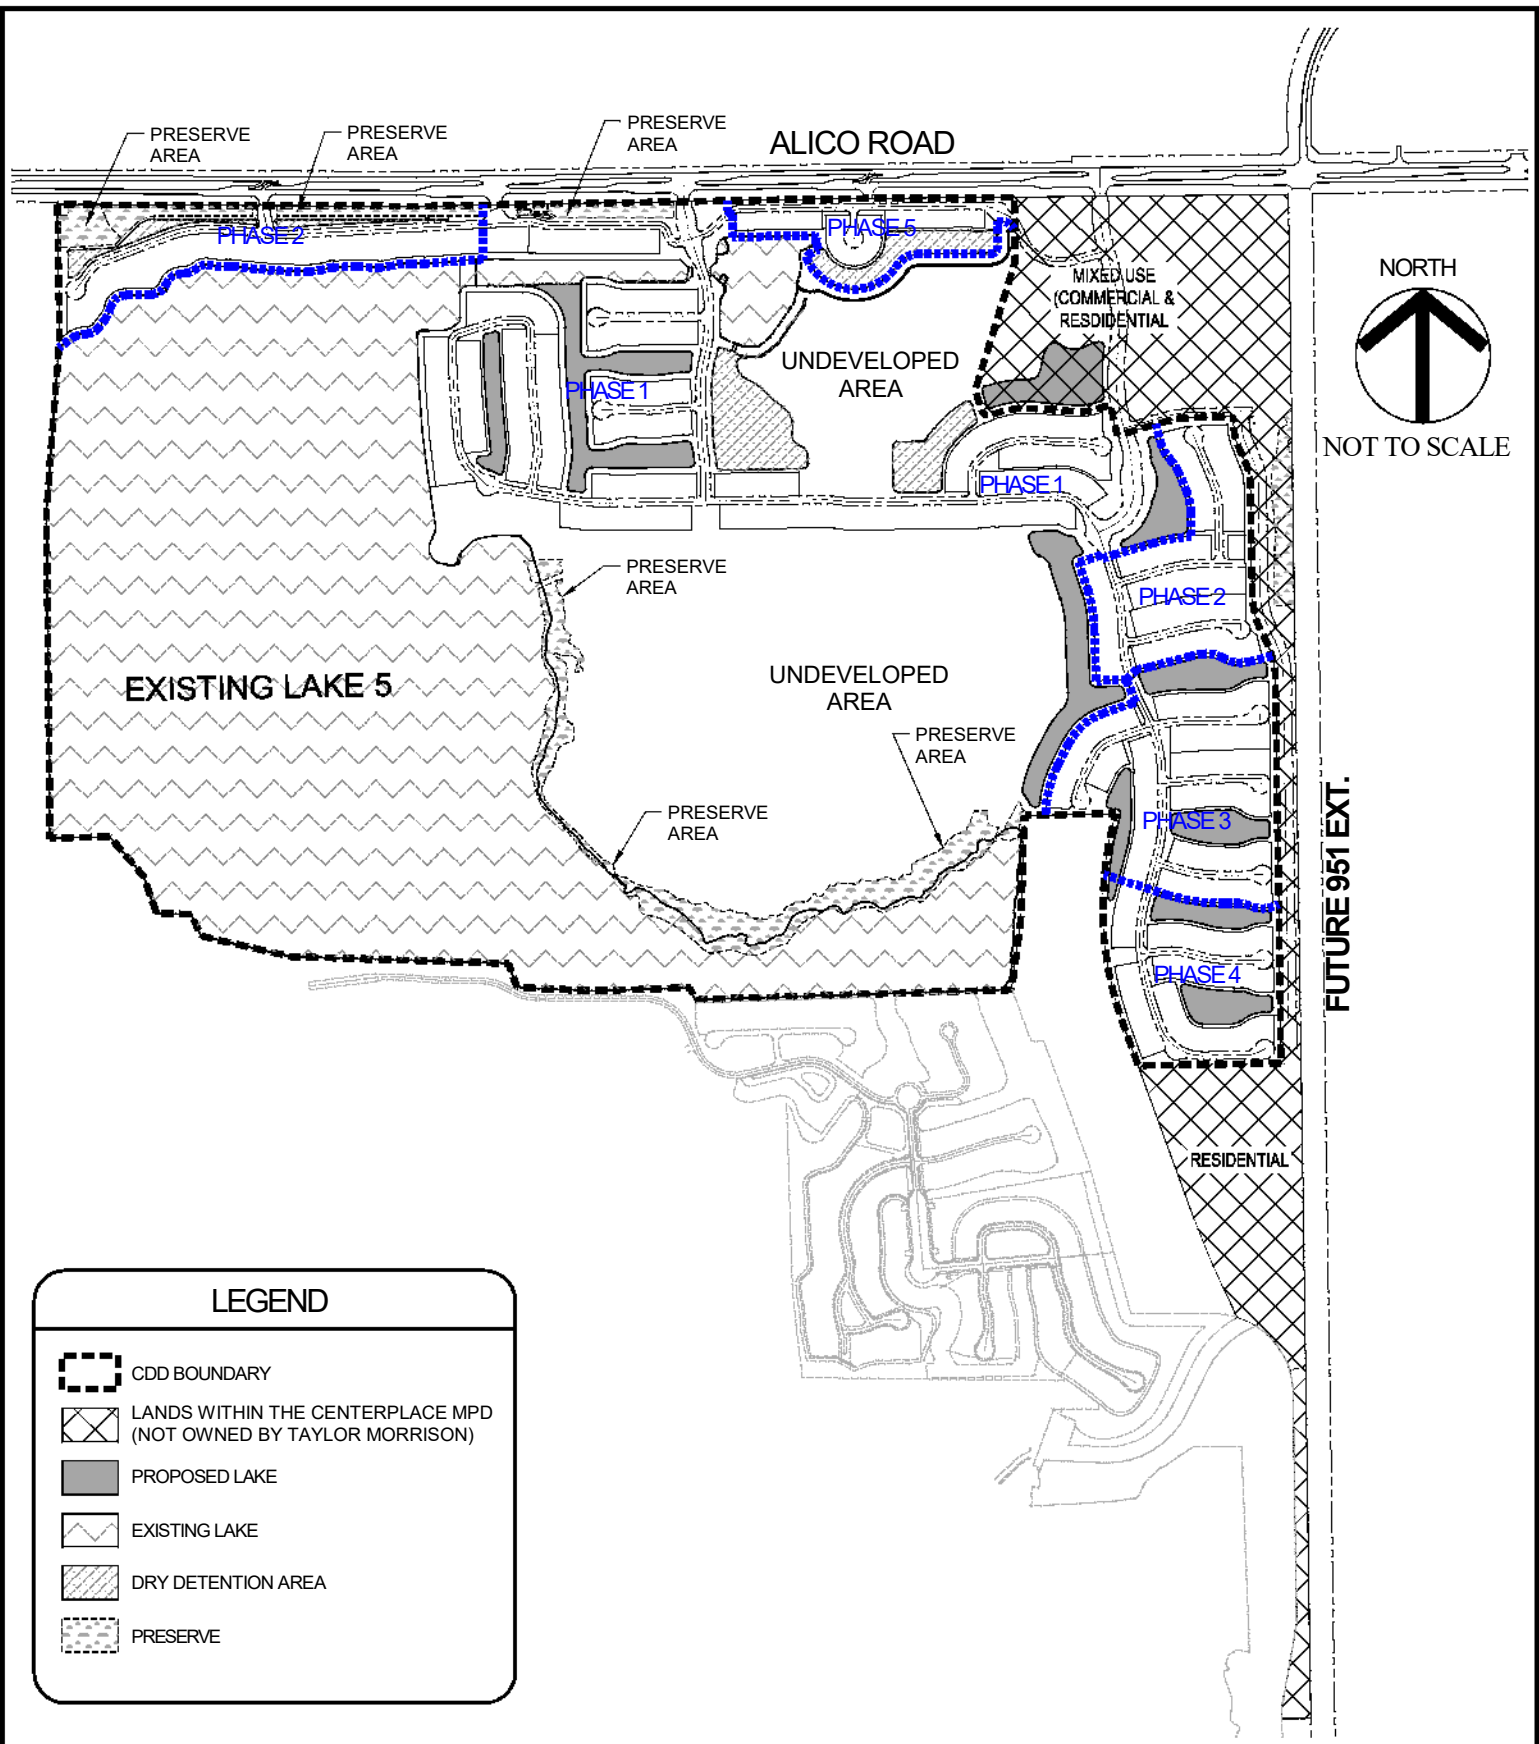 PRESERVE
AREA
PRESERVE
AREA
PRESERVE
AREA
ALICO ROAD
PHASE 2
PHASE 5
MIXED USE
(COMMERCIAL &
RESDIDENTIAL
NORTH
NOT TO SCALE
UNDEVELOPED
AREA
PHASE 1
PHASE 1
PRESERVE
AREA
PHASE 2
EXISTING LAKE 5
UNDEVELOPED
AREA
PRESERVE
AREA
PRESERVE
AREA
PHASE 3
FUTURE 951 EXT.
PHASE 4
RESIDENTIAL
LEGEND
CDD BOUNDARY
LANDS WITHIN THE CENTERPLACE MPD
(NOT OWNED BY TAYLOR MORRISON)
PROPOSED LAKE
EXISTING LAKE
DRY DETENTION AREA
PRESERVE